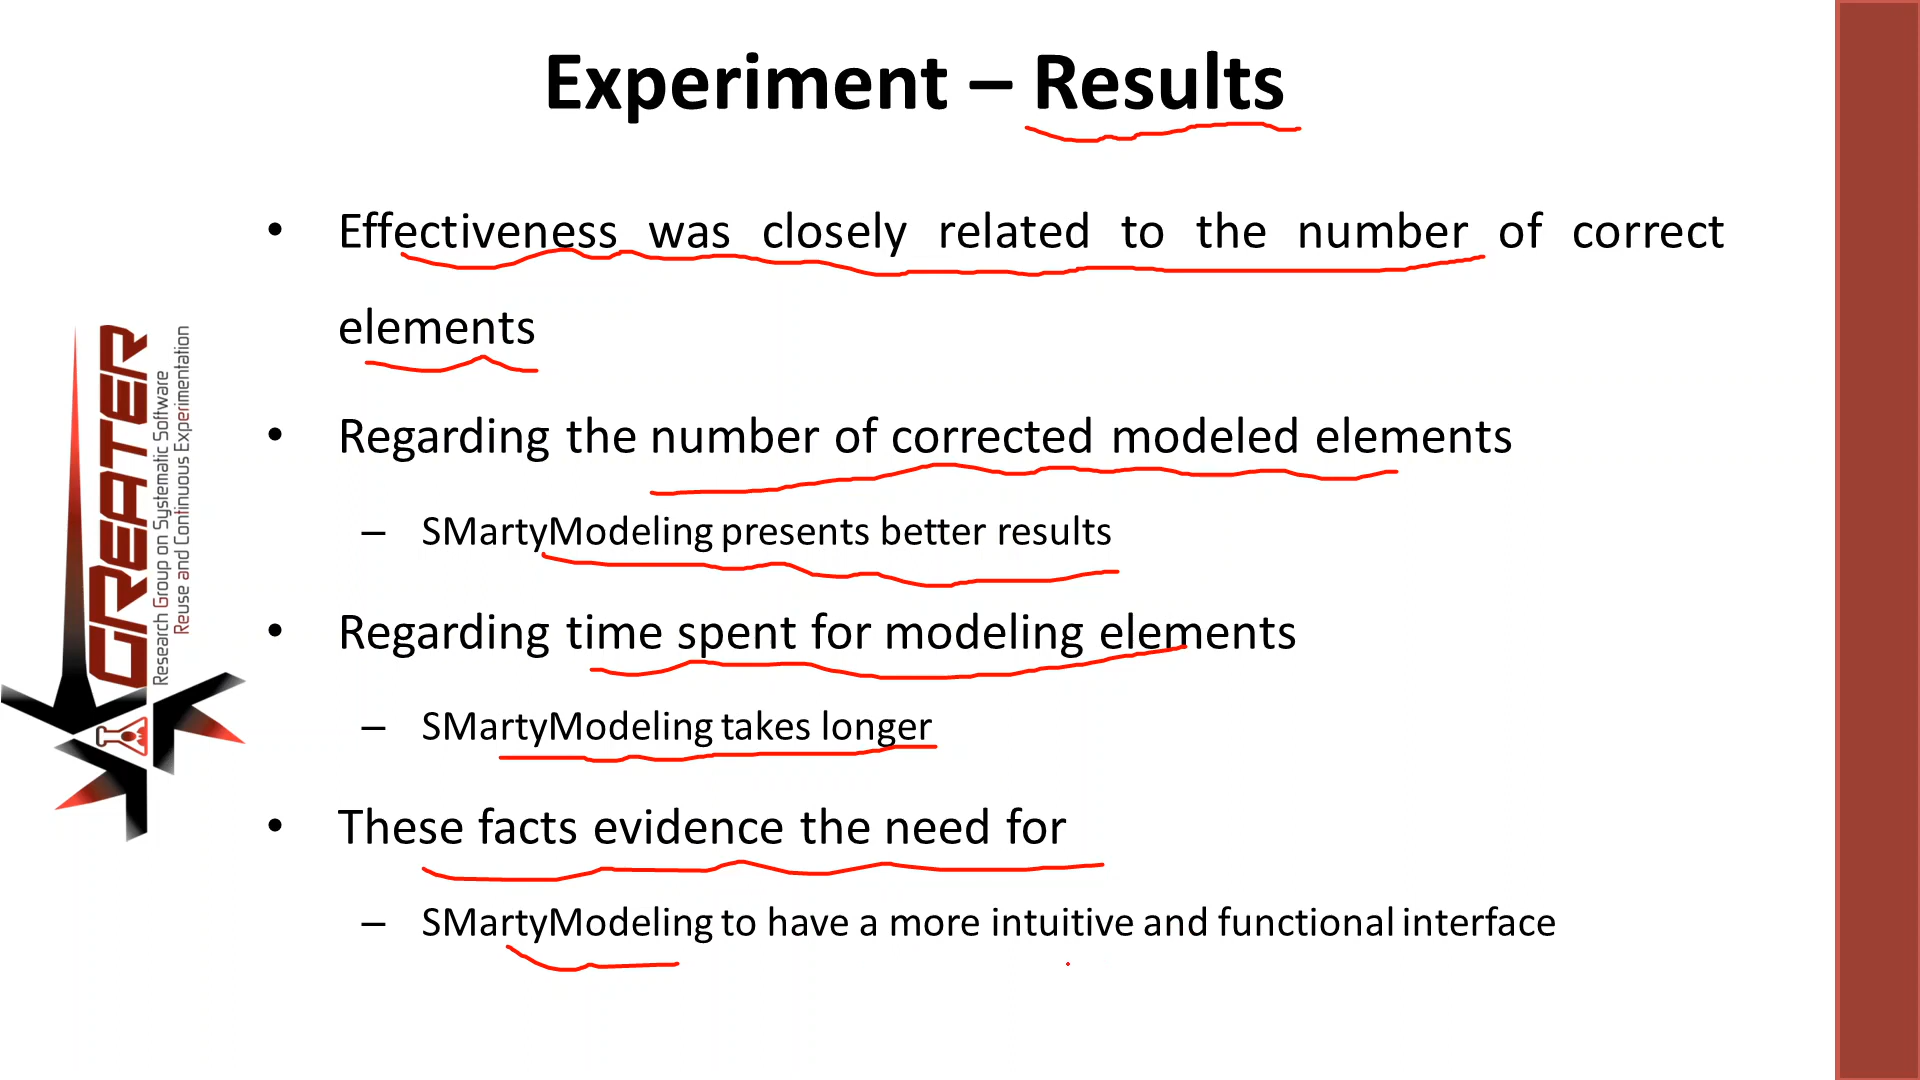 Experiment – Results
• Effectiveness was closely related to the number of correct
elements
• Regarding the number of corrected modeled elements
– SMartyModeling presents better results
• Regarding time spent for modeling elements
– SMartyModeling takes longer
• These facts evidence the need for
– SMartyModeling to have a more intuitive and functional interface
GREATER
Research Group on Systematic Software
Reuse and Continuous Experimentation